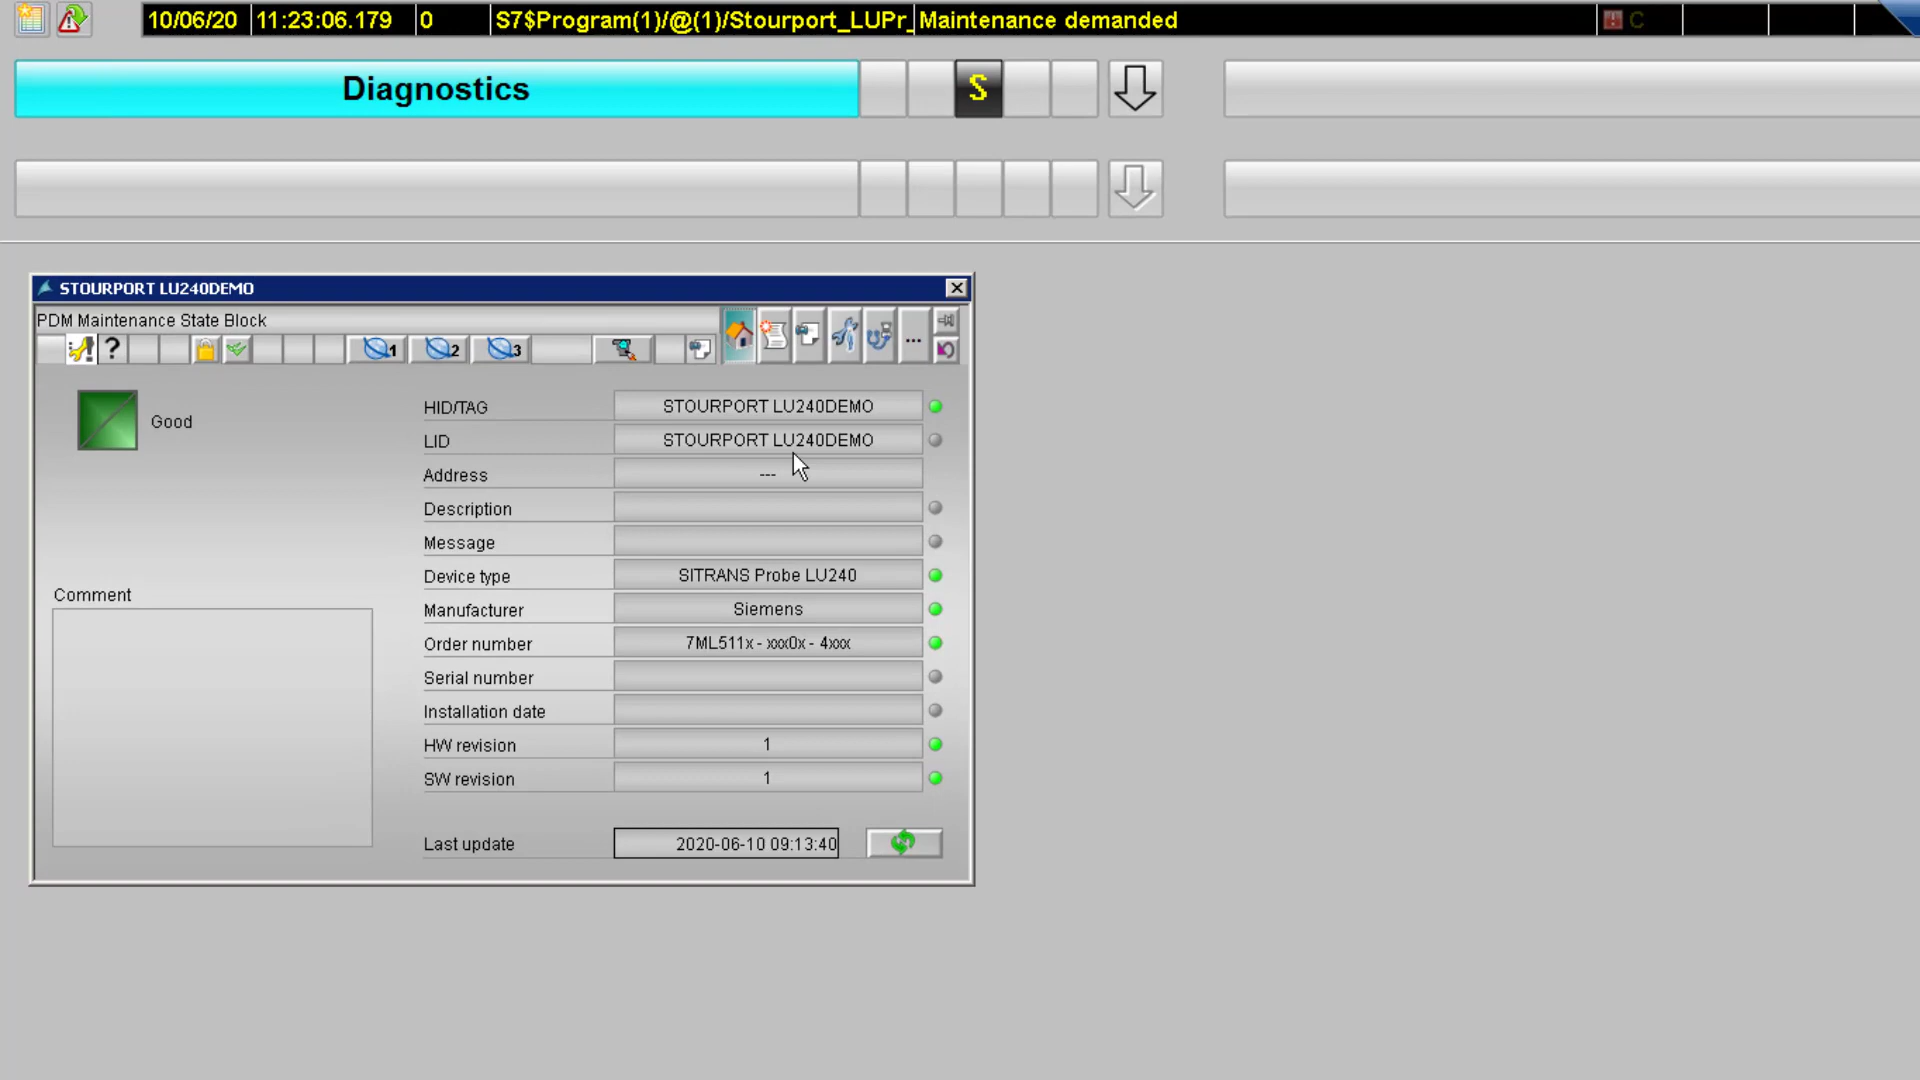 10/06/20 11:23:06.179 0 S7$Program(1)/@(1)/Stourport_LUPr_ Maintenance demanded C
Diagnostics S
STOURPORT LU240DEMO
PDM Maintenance State Block
? 1 2 3 ...
Good
HID/TAG STOURPORT LU240DEMO
LID STOURPORT LU240DEMO
Address ---
Description
Message
Device type SITRANS Probe LU240
Comment
Manufacturer Siemens
Order number 7ML511x - xxx0x - 4xxx
Serial number
Installation date
HW revision 1
SW revision 1
Last update 2020-06-10 09:13:40